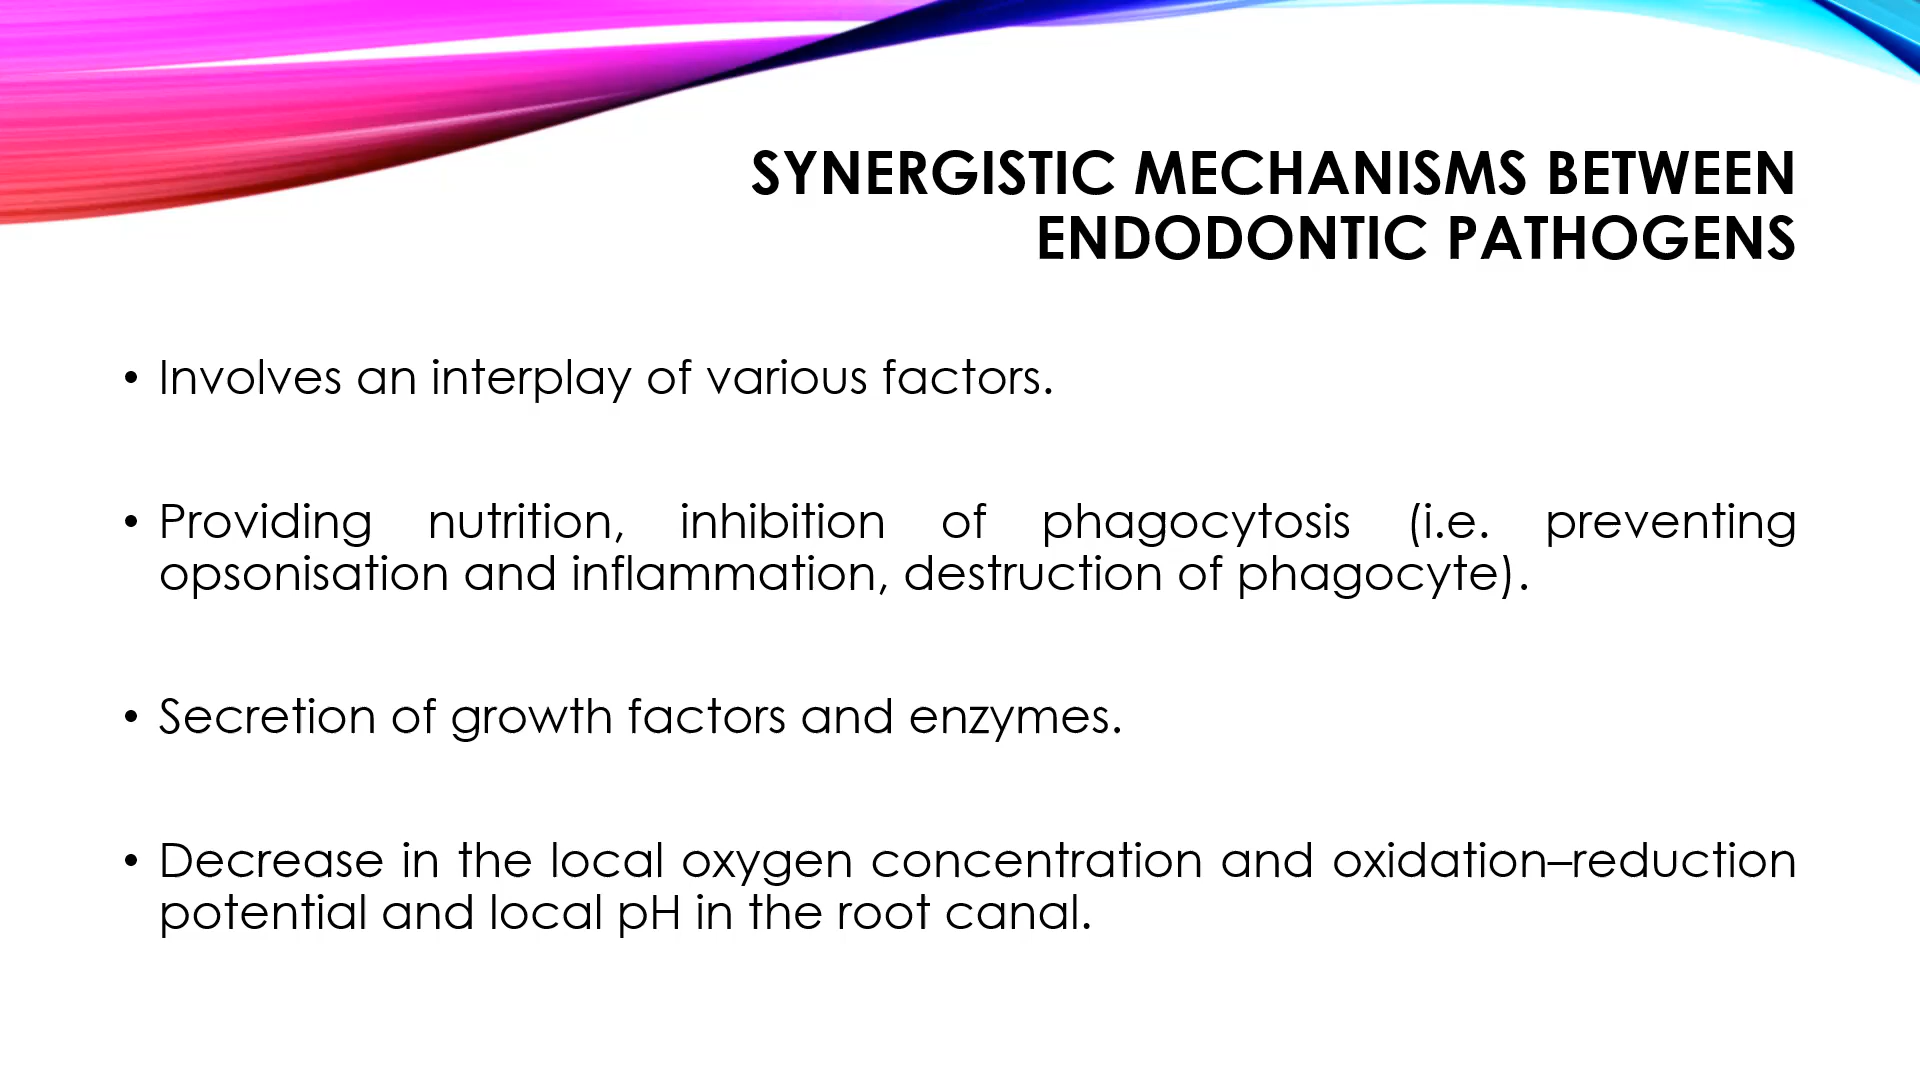 SYNERGISTIC MECHANISMS BETWEEN
ENDODONTIC PATHOGENS
• Involves an interplay of various factors.
• Providing nutrition, inhibition of phagocytosis (i.e. preventing
opsonisation and inflammation, destruction of phagocyte).
• Secretion of growth factors and enzymes.
• Decrease in the local oxygen concentration and oxidation–reduction
potential and local pH in the root canal.